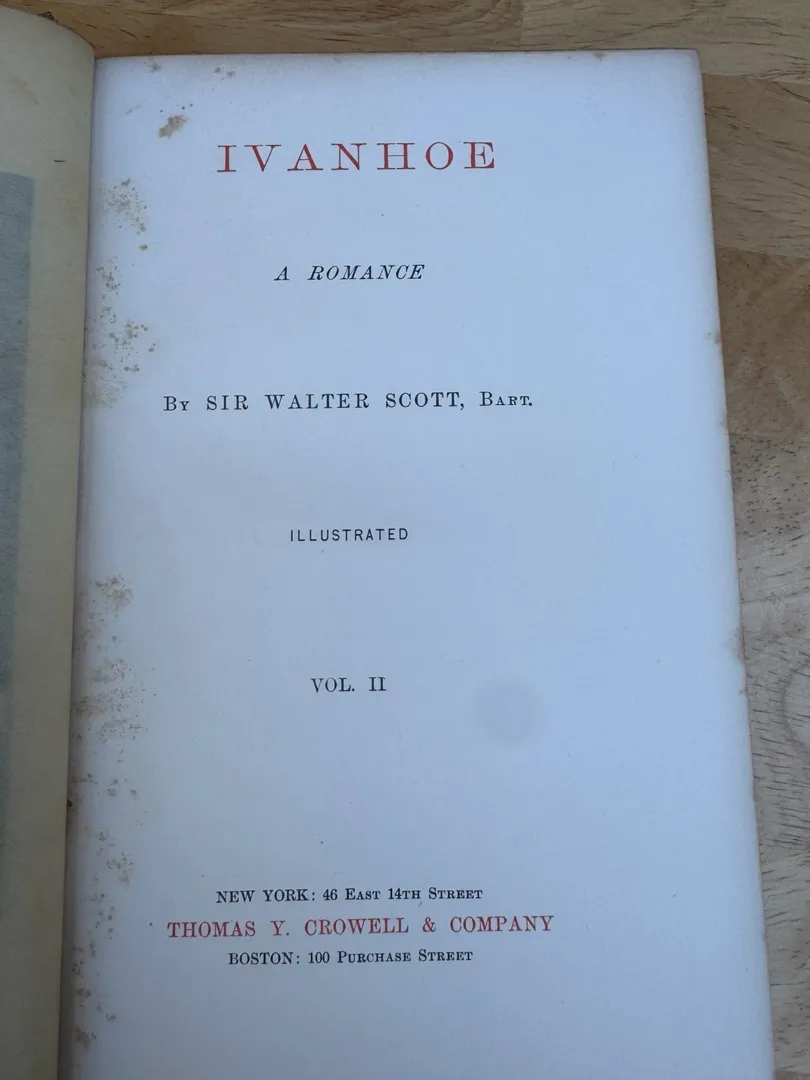 IVANHOE
A ROMANCE
By SIR WALTER SCOTT, Bart.
ILLUSTRATED
VOL. II
NEW YORK: 46 East 14th Street
THOMAS Y. CROWELL & COMPANY
BOSTON: 100 Purchase Street